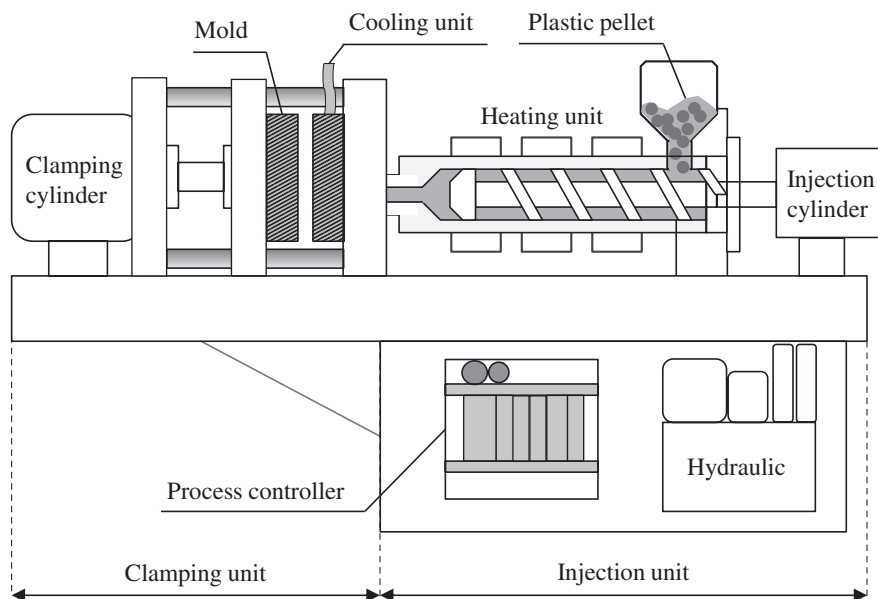 Cooling unit
Plastic pellet
Mold
Heating unit
Clamping
cylinder
Injection
cylinder
Hydraulic
Process controller
Clamping unit
Injection unit